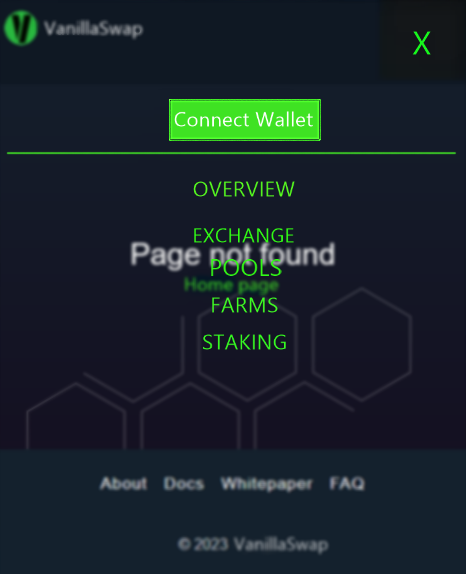 VanillaSwap
X
Connect Wallet
OVERVIEW
EXCHANGE
Page not found
POOLS
Home page
FARMS
STAKING
About Docs Whitepaper FAQ
© 2023 VanillaSwap